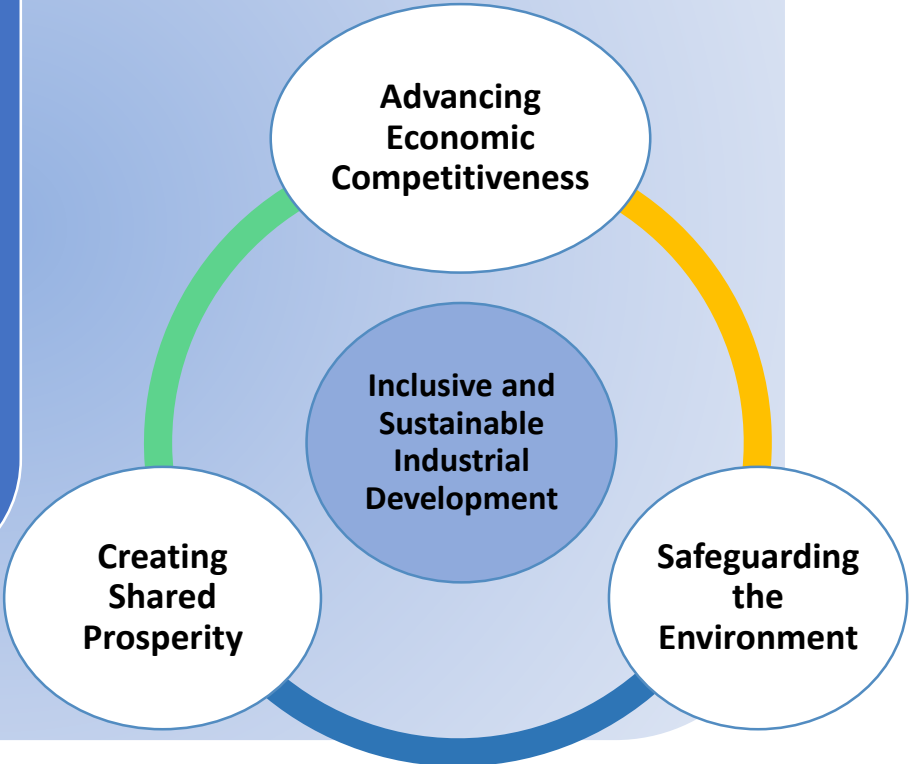 Advancing
Economic
Competitiveness
Inclusive and
Sustainable
Industrial
Development
Creating
Shared
Prosperity
Safeguarding
the
Environment